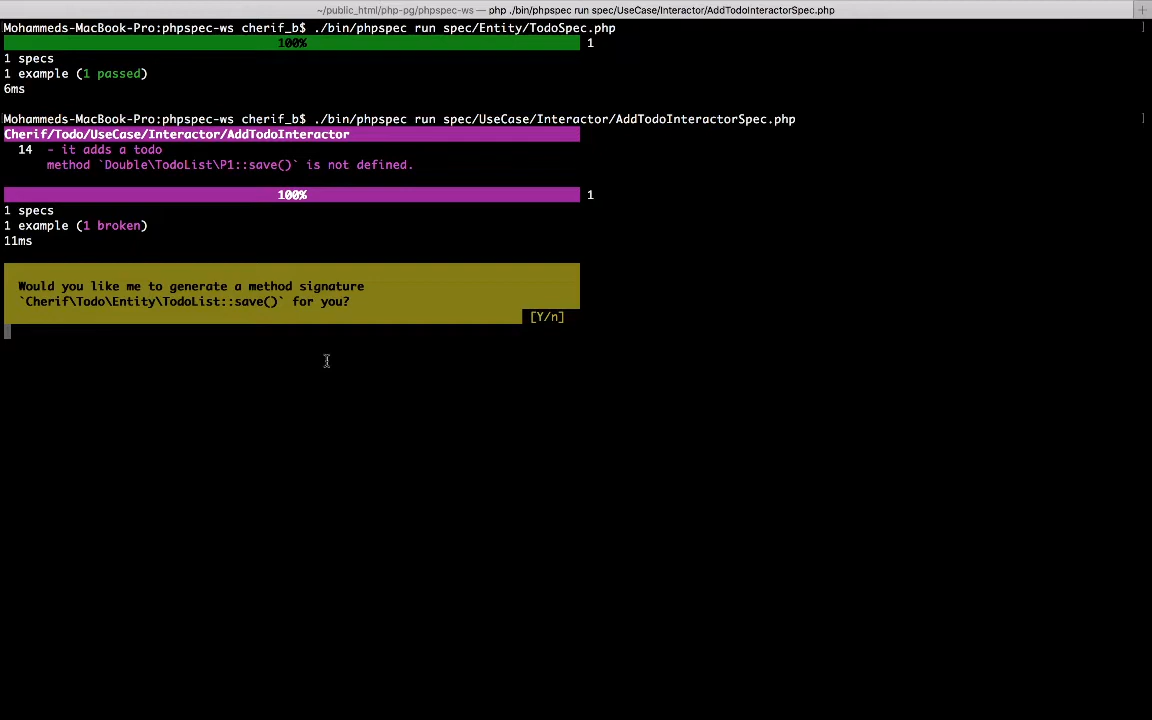 ~/public_html/php-pg/phpspec-ws — php ./bin/phpspec run spec/UseCase/Interactor/AddTodoInteractorSpec.php
Mohammeds-MacBook-Pro:phpspec-ws cherif_b$ ./bin/phpspec run spec/Entity/TodoSpec.php
100% 1
1 specs
1 example (1 passed)
6ms
Mohammeds-MacBook-Pro:phpspec-ws cherif_b$ ./bin/phpspec run spec/UseCase/Interactor/AddTodoInteractorSpec.php
Cherif/Todo/UseCase/Interactor/AddTodoInteractor
14 - it adds a todo
method `Double\TodoList\P1::save()` is not defined.
100% 1
1 specs
1 example (1 broken)
11ms
Would you like me to generate a method signature
`Cherif\Todo\Entity\TodoList::save()` for you?
[Y/n]